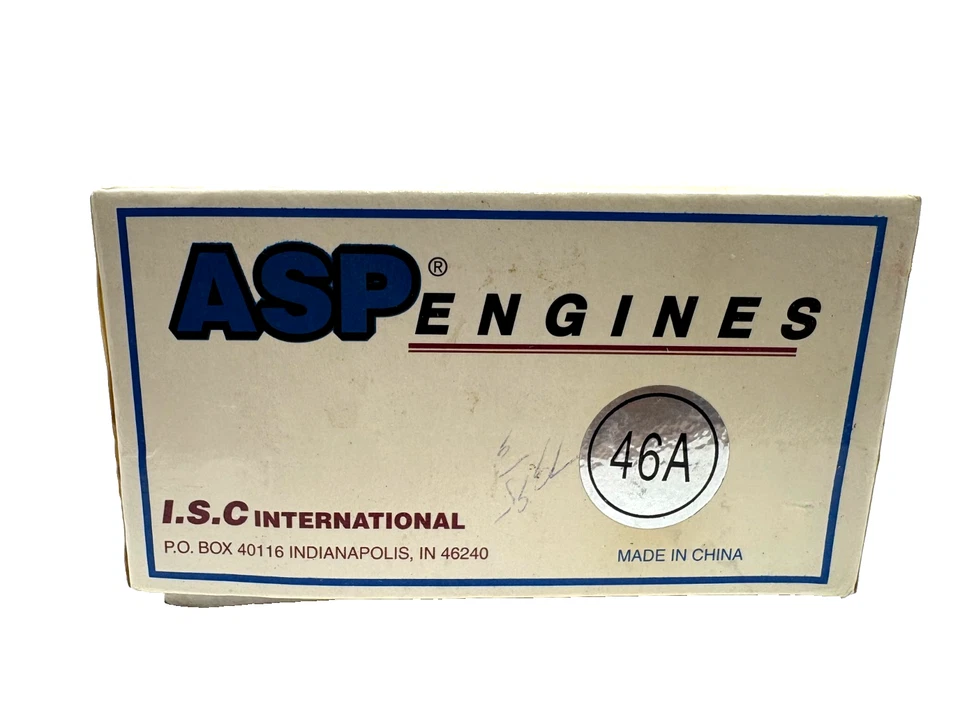 ASP® ENGINES
46A
I.S.C INTERNATIONAL
P.O. BOX 40116 INDIANAPOLIS, IN 46240
MADE IN CHINA